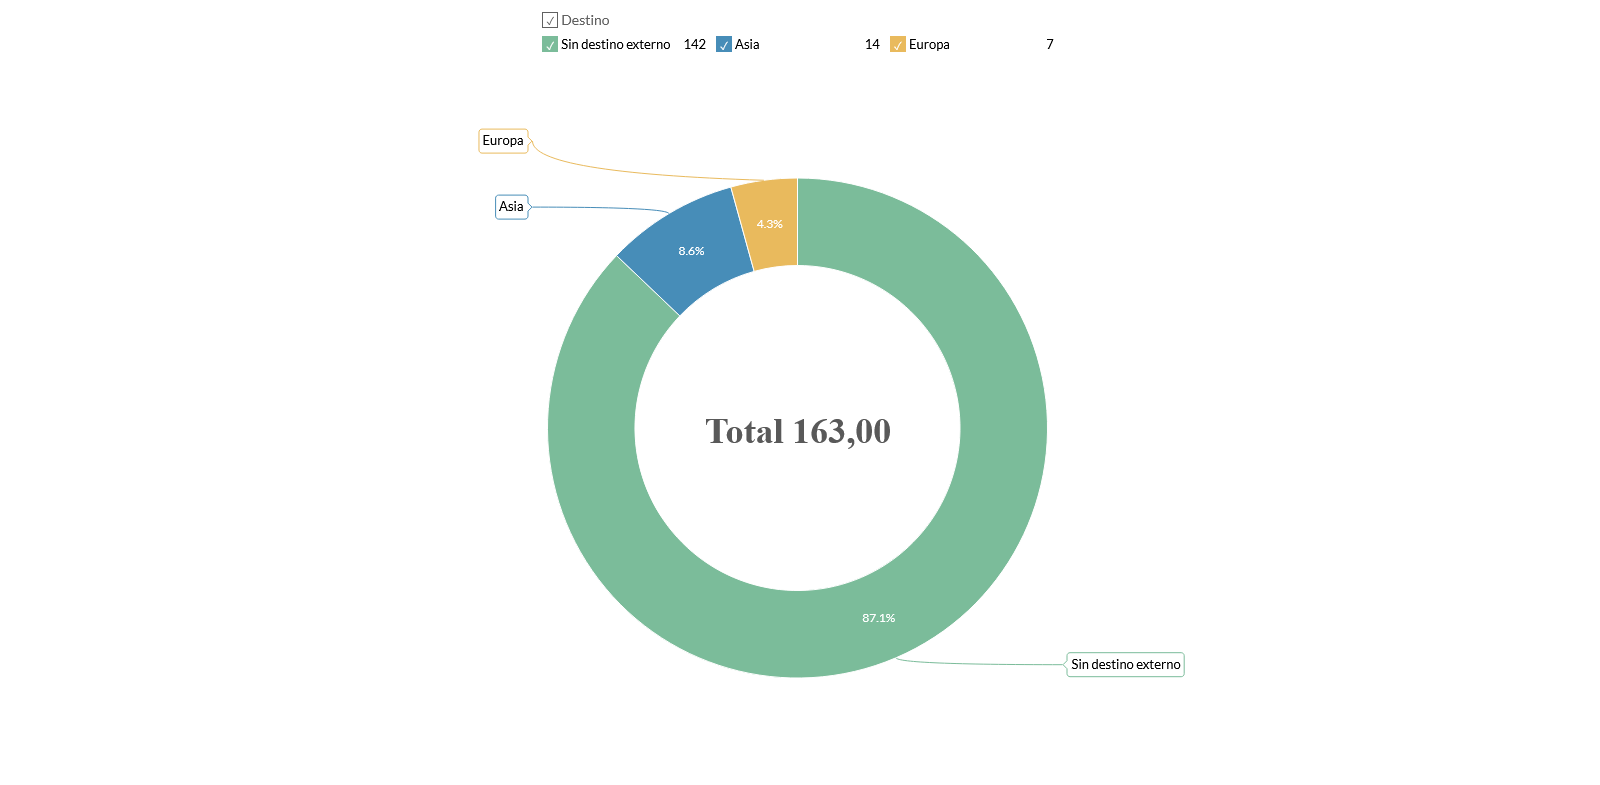 Destino
Sin destino externo 142 Asia 14 Europa 7
Europa
Asia
4.3%
8.6%
Total 163,00
87.1%
Sin destino externo